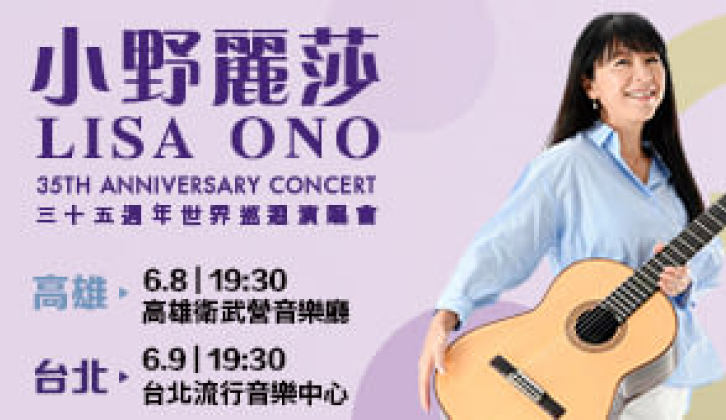 小野麗莎
LISA ONO
35TH ANNIVERSARY CONCERT
三十五週年世界巡迴演唱會
高雄
6.8 | 19:30
高雄衛武營音樂廳
台北
6.9 | 19:30
台北流行音樂中心